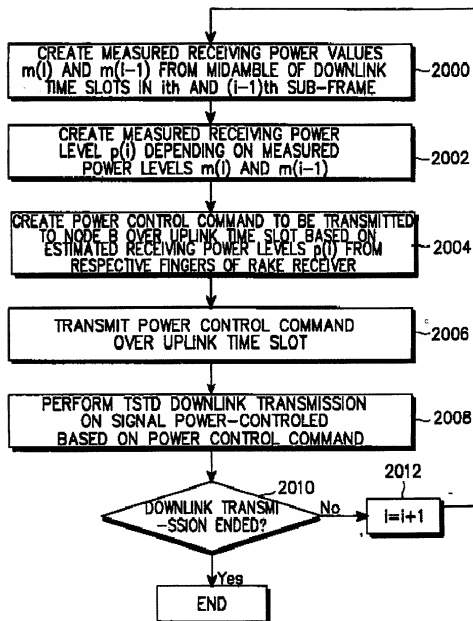 CREATE MEASURED RECEIVING POWER VALUES
m(i) AND m(i-1) FROM MIDAMBLE OF DOWNLINK
TIME SLOTS IN ith AND (i-1)th SUB-FRAME
2000
CREATE MEASURED RECEIVING POWER
LEVEL p(i) DEPENDING ON MEASURED
POWER LEVELS m(i) AND m(i-1)
2002
CREATE POWER CONTROL COMMAND TO BE TRANSMITTED
TO NODE B OVER UPLINK TIME SLOT BASED ON
ESTIMATED RECEIVING POWER LEVELS p(i) FROM
RESPECTIVE FINGERS OF RAKE RECEIVER
2004
TRANSMIT POWER CONTROL COMMAND
OVER UPLINK TIME SLOT
2006
PERFORM TSTD DOWNLINK TRANSMISSION
ON SIGNAL POWER-CONTROLED
BASED ON POWER CONTROL COMMAND
2008
2010
DOWNLINK TRANSMI
-SSION ENDED?
No
2012
i=i+1
Yes
END